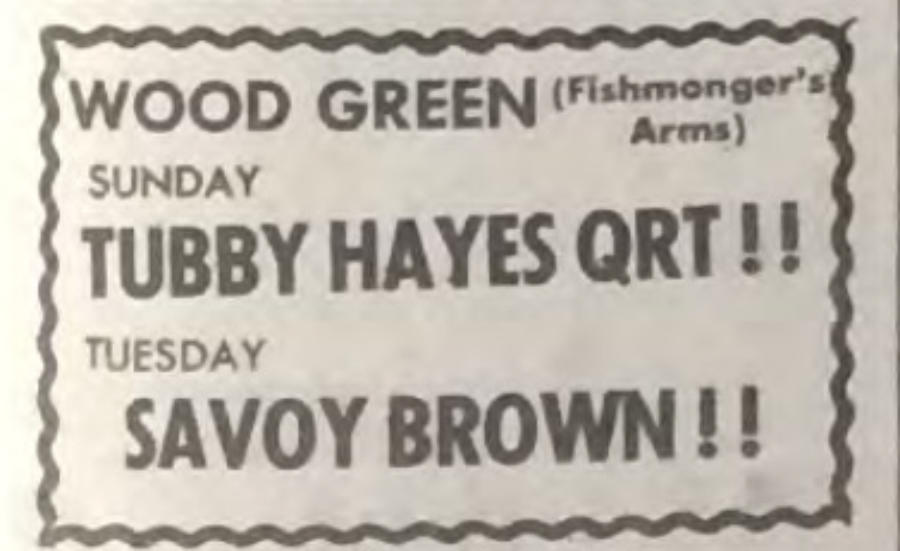 WOOD GREEN (Fishmonger's
Arms)
SUNDAY
TUBBY HAYES QRT!!
TUESDAY
SAVOY BROWN!!